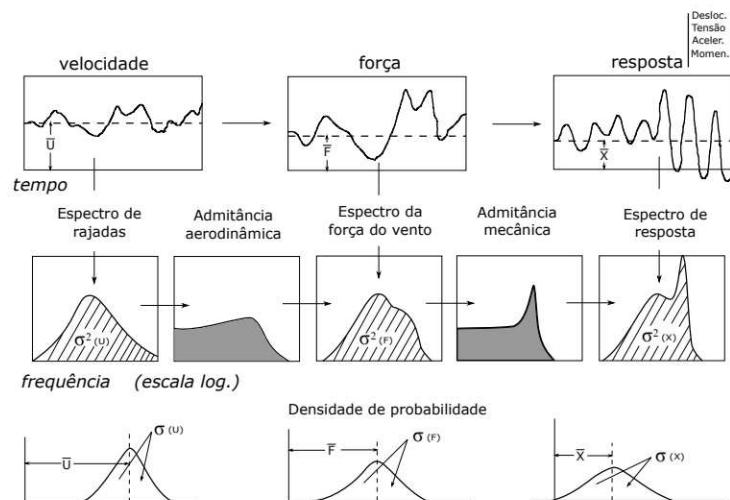 Desloc.
Tensão
Aceler.
Momen.
velocidade
força
resposta
U̅
F̅
X̅
tempo
Espectro de
rajadas
Admitância
aerodinâmica
Espectro da
força do vento
Admitância
mecânica
Espectro de
resposta
σ² (U)
σ² (F)
σ² (X)
frequência (escala log.)
Densidade de probabilidade
U̅
σ (U)
F̅
σ (F)
X̅
σ (X)